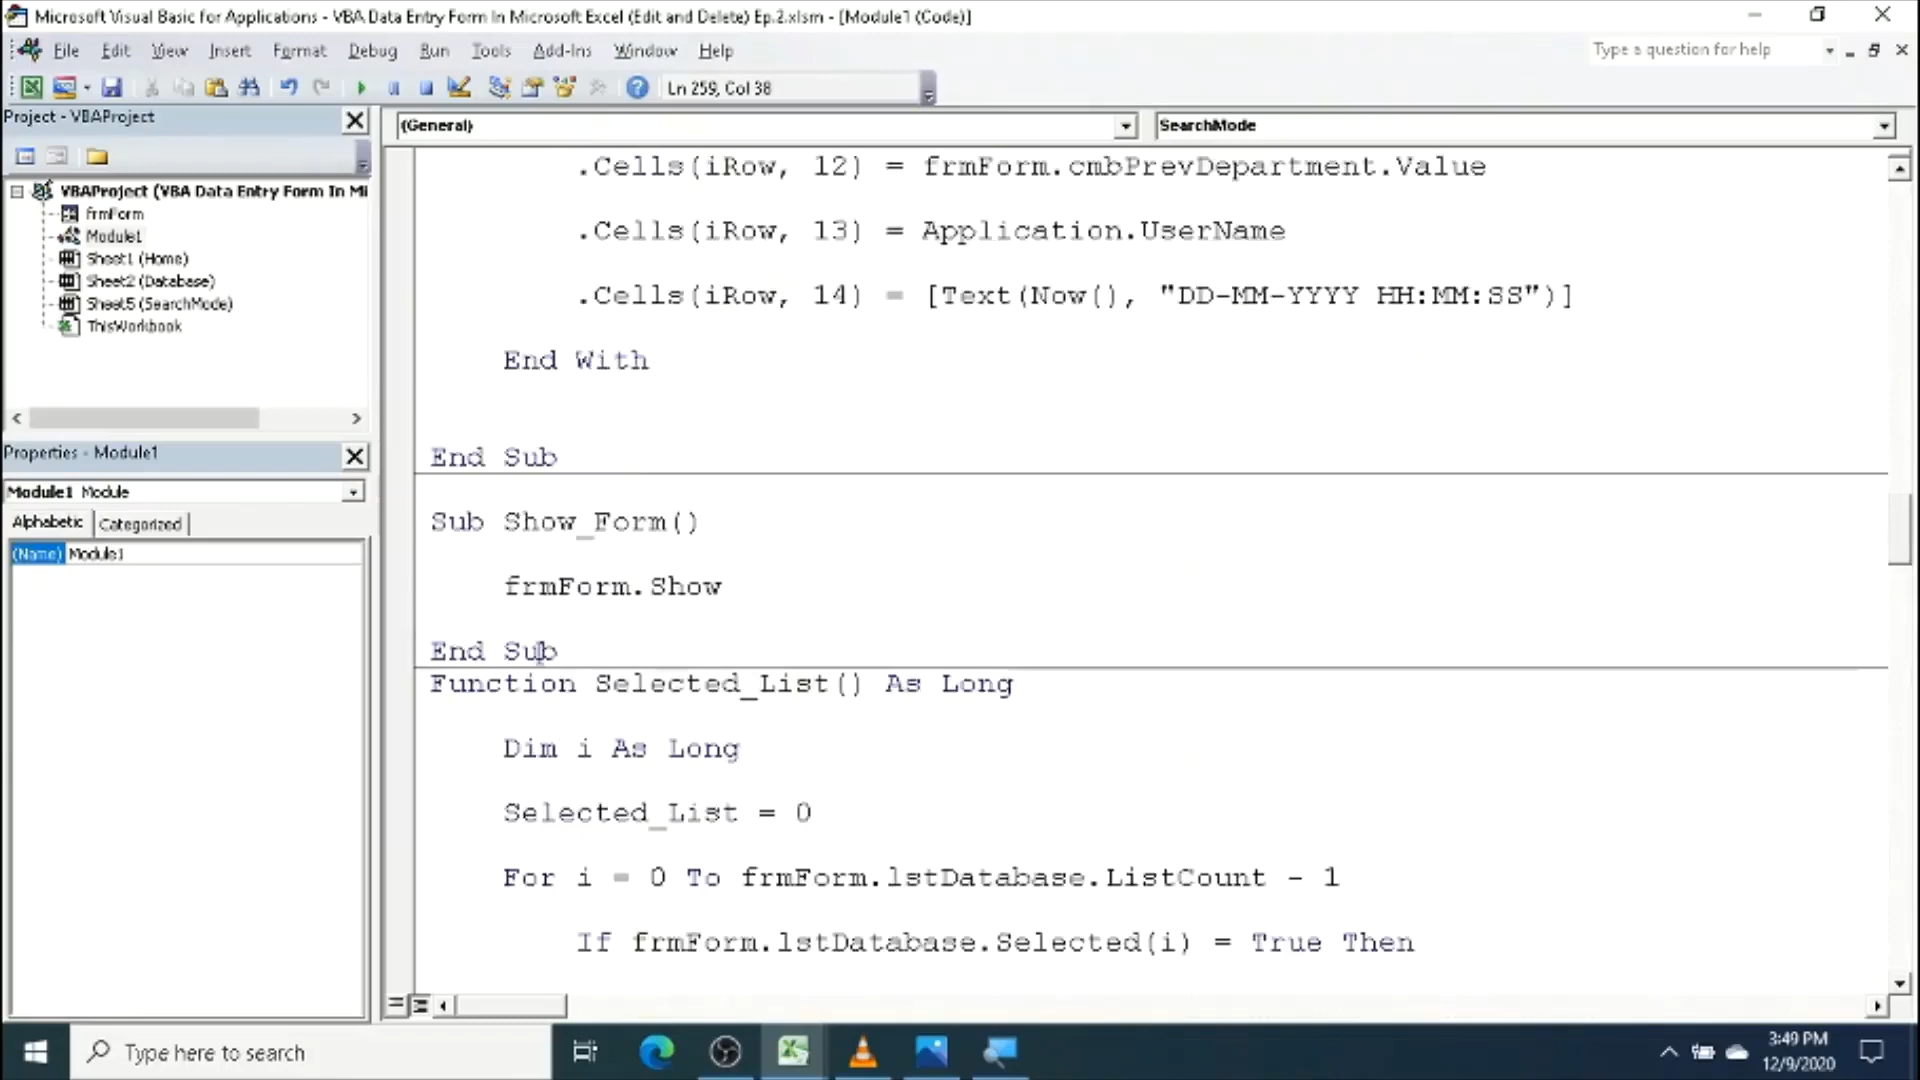 Microsoft Visual Basic for Applications - VBA Data Entry Form In Microsoft Excel (Edit and Delete) Ep.2.xlsm - [Module1 (Code)]
File Edit View Insert Format Debug Run Tools Add-Ins Window Help
Type a question for help
Ln 259, Col 38
Project - VBAProject
VBAProject (VBA Data Entry Form In Mi
frmForm
Module1
Sheet1 (Home)
Sheet2 (Database)
Sheet5 (SearchMode)
ThisWorkbook
Properties - Module1
Module1 Module
Alphabetic Categorized
(Name) Module1
(General) SearchMode
.Cells(iRow, 12) = frmForm.cmbPrevDepartment.Value
.Cells(iRow, 13) = Application.UserName
.Cells(iRow, 14) = [Text(Now(), "DD-MM-YYYY HH:MM:SS")]
End With
End Sub
Sub Show_Form()
frmForm.Show
End Sub
Function Selected_List() As Long
Dim i As Long
Selected_List = 0
For i = 0 To frmForm.lstDatabase.ListCount - 1
If frmForm.lstDatabase.Selected(i) = True Then
Type here to search
3:49 PM
12/9/2020